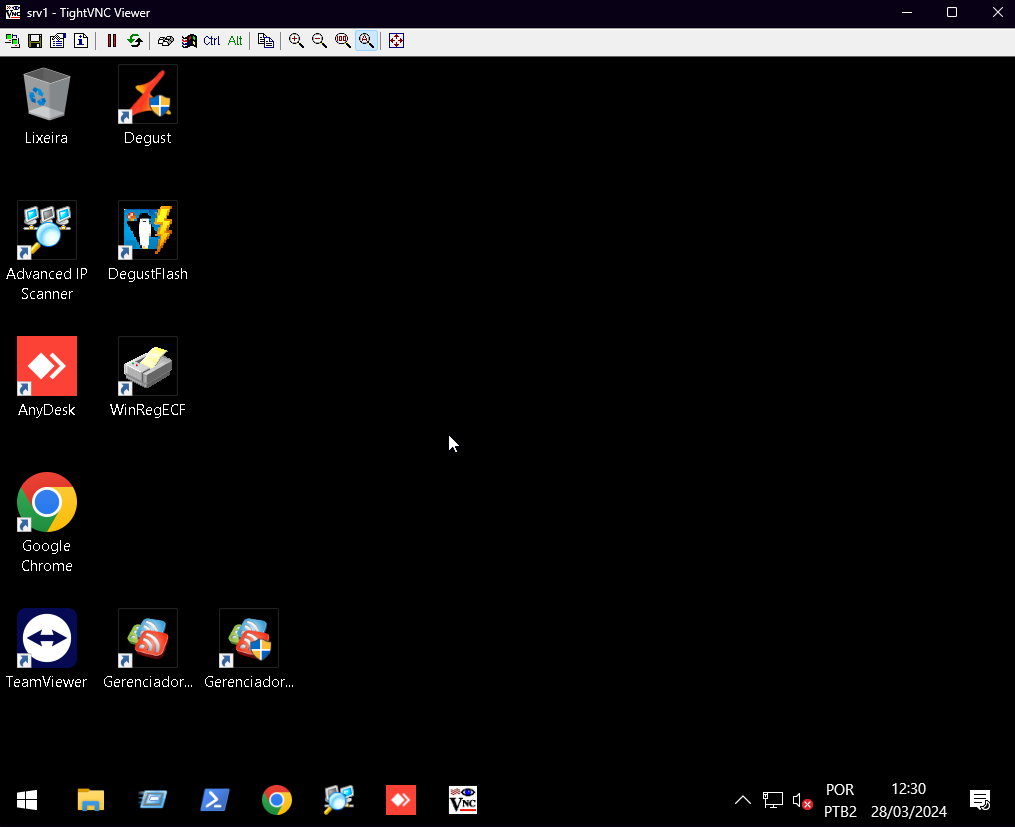 srv1 - TightVNC Viewer
Ctrl Alt
Lixeira
Degust
Advanced IP
Scanner
DegustFlash
AnyDesk
WinRegECF
Google
Chrome
TeamViewer
Gerenciador...
Gerenciador...
VNC
POR
PTB2
12:30
28/03/2024